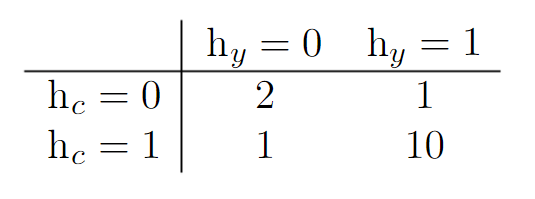 h_y = 0 h_y = 1
h_c = 0 2 1
h_c = 1 1 10